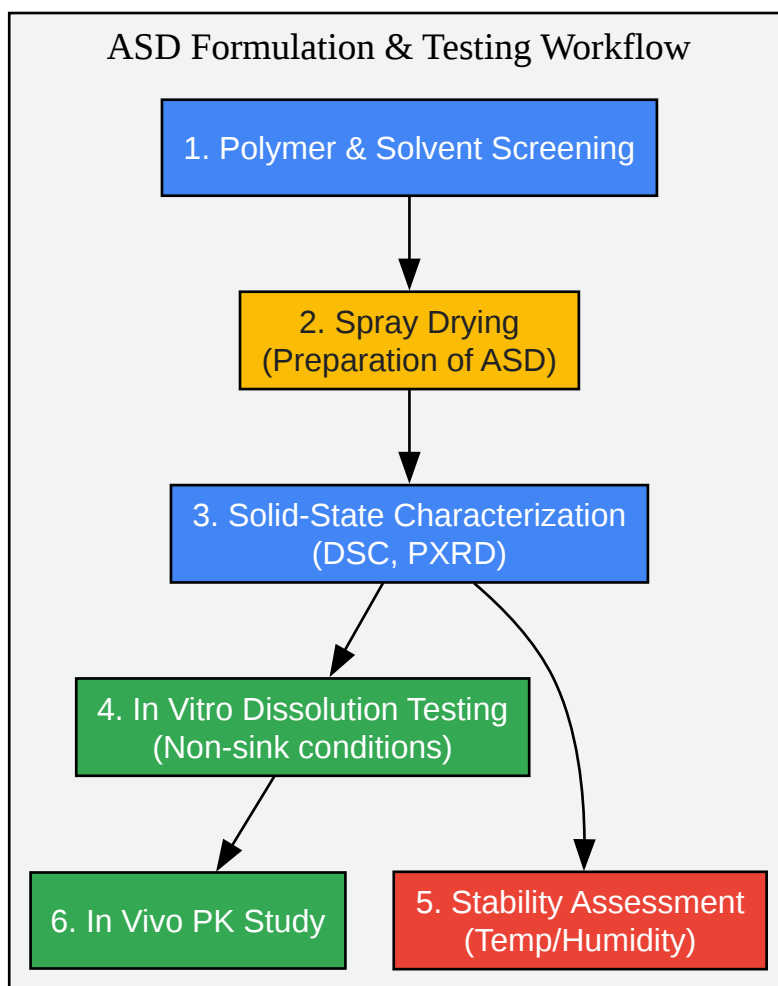 ASD Formulation & Testing Workflow
1. Polymer & Solvent Screening
2. Spray Drying
(Preparation of ASD)
3. Solid-State Characterization
(DSC, PXRD)
4. In Vitro Dissolution Testing
(Non-sink conditions)
5. Stability Assessment
(Temp/Humidity)
6. In Vivo PK Study